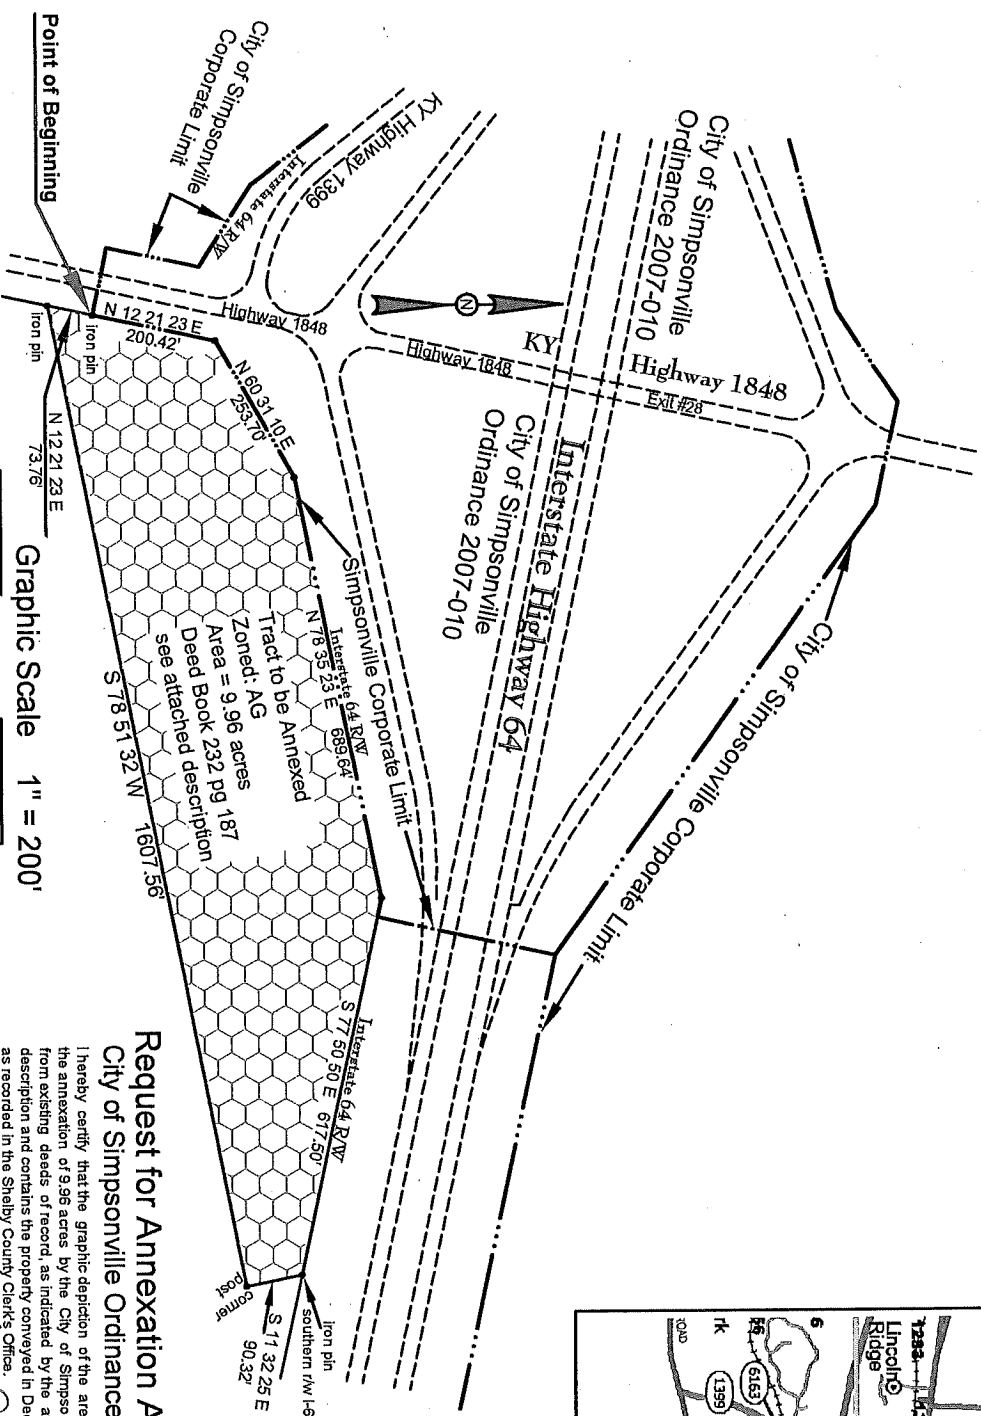 City of Simpsonville
Corporate Limit
KY Highway 1399
Interstate 64 R/W
Point of Beginning
City of Simpsonville
Ordinance 2007-010
Highway 1848
N
Highway 1848
KY
Highway 1848
Exit #28
Interstate Highway 64
City of Simpsonville
Ordinance 2007-010
City of Simpsonville Corporate Limit
Simpsonville Corporate Limit
N 12 21 23 E
200.42'
iron pin
iron pin
N 12 21 23 E
73.76'
N 60 31 10 E
253.70'
Interstate 64 R/W
N 78 35 23 E 689.64'
Tract to be Annexed
Zoned: AG
Area = 9.96 acres
Deed Book 232 pg 187
see attached description
S 78 51 32 W 1607.56'
Interstate 64 R/W
S 77 50 50 E 617.50'
iron pin
southern r/w I-6
S 11 32 25 E
90.32'
post
corner
Graphic Scale 1" = 200'
Request for Annexation A
City of Simpsonville Ordinance
I hereby certify that the graphic depiction of the are
the annexation of 9.96 acres by the City of Simpso
from existing deeds of record, as indicated by the a
description and contains the property conveyed in De
as recorded in the Shelby County Clerk's Office.
1283
Lincoln
Ridge
6
rk
6163
1399